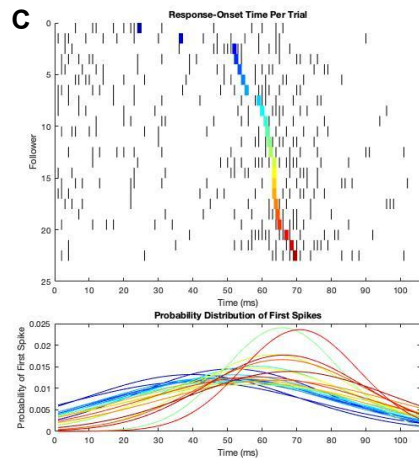 C
Response-Onset Time Per Trial
0
5
10
15
20
25
Follower
0 10 20 30 40 50 60 70 80 90 100
Time (ms)
Probability Distribution of First Spikes
0.025
0.02
0.015
0.01
0.005
0
Probability of First Spike
0 10 20 30 40 50 60 70 80 90 100
Time (ms)